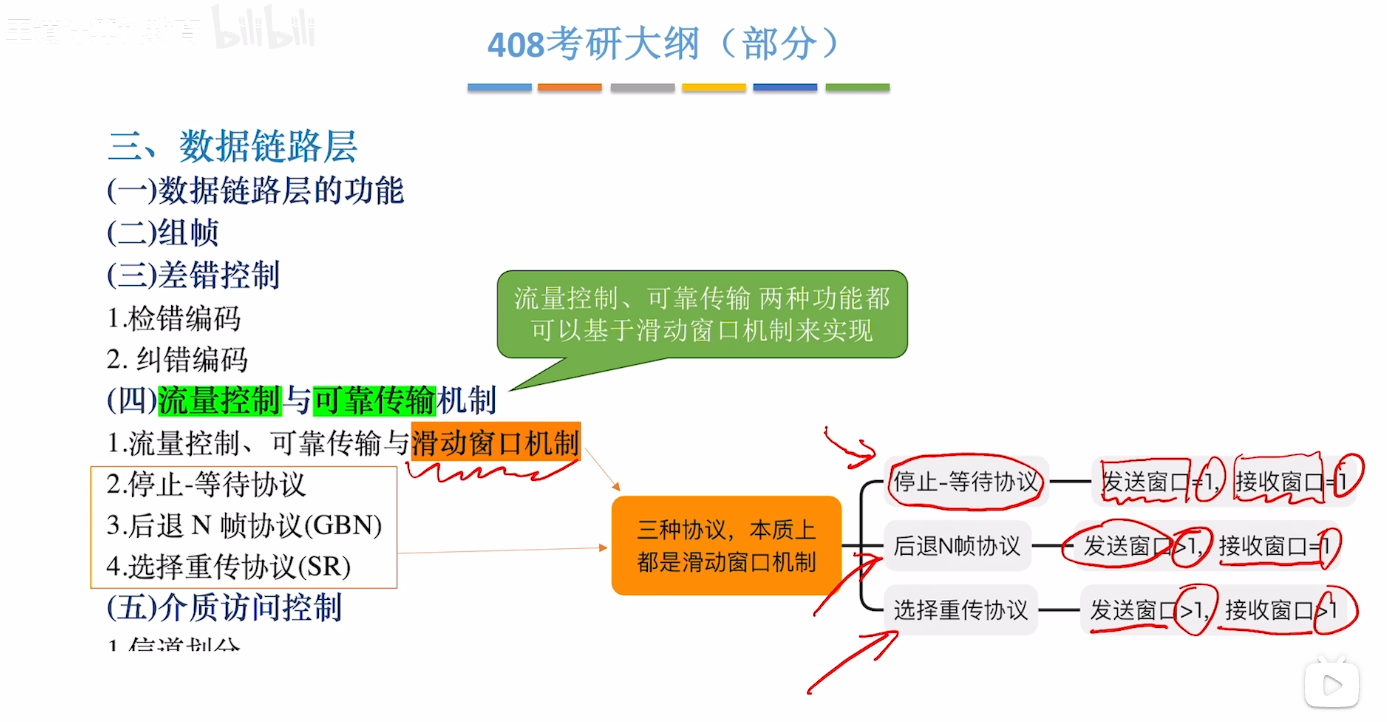 bilibili
408考研大纲（部分）
三、数据链路层
(一)数据链路层的功能
(二)组帧
(三)差错控制
1.检错编码
2. 纠错编码
(四)流量控制与可靠传输机制
1.流量控制、可靠传输与滑动窗口机制
2.停止-等待协议
3.后退 N 帧协议(GBN)
4.选择重传协议(SR)
(五)介质访问控制
1.信道划分
流量控制、可靠传输 两种功能都
可以基于滑动窗口机制来实现
三种协议，本质上
都是滑动窗口机制
停止-等待协议
发送窗口=1, 接收窗口=1
后退N帧协议
发送窗口>1, 接收窗口=1
选择重传协议
发送窗口>1, 接收窗口>1